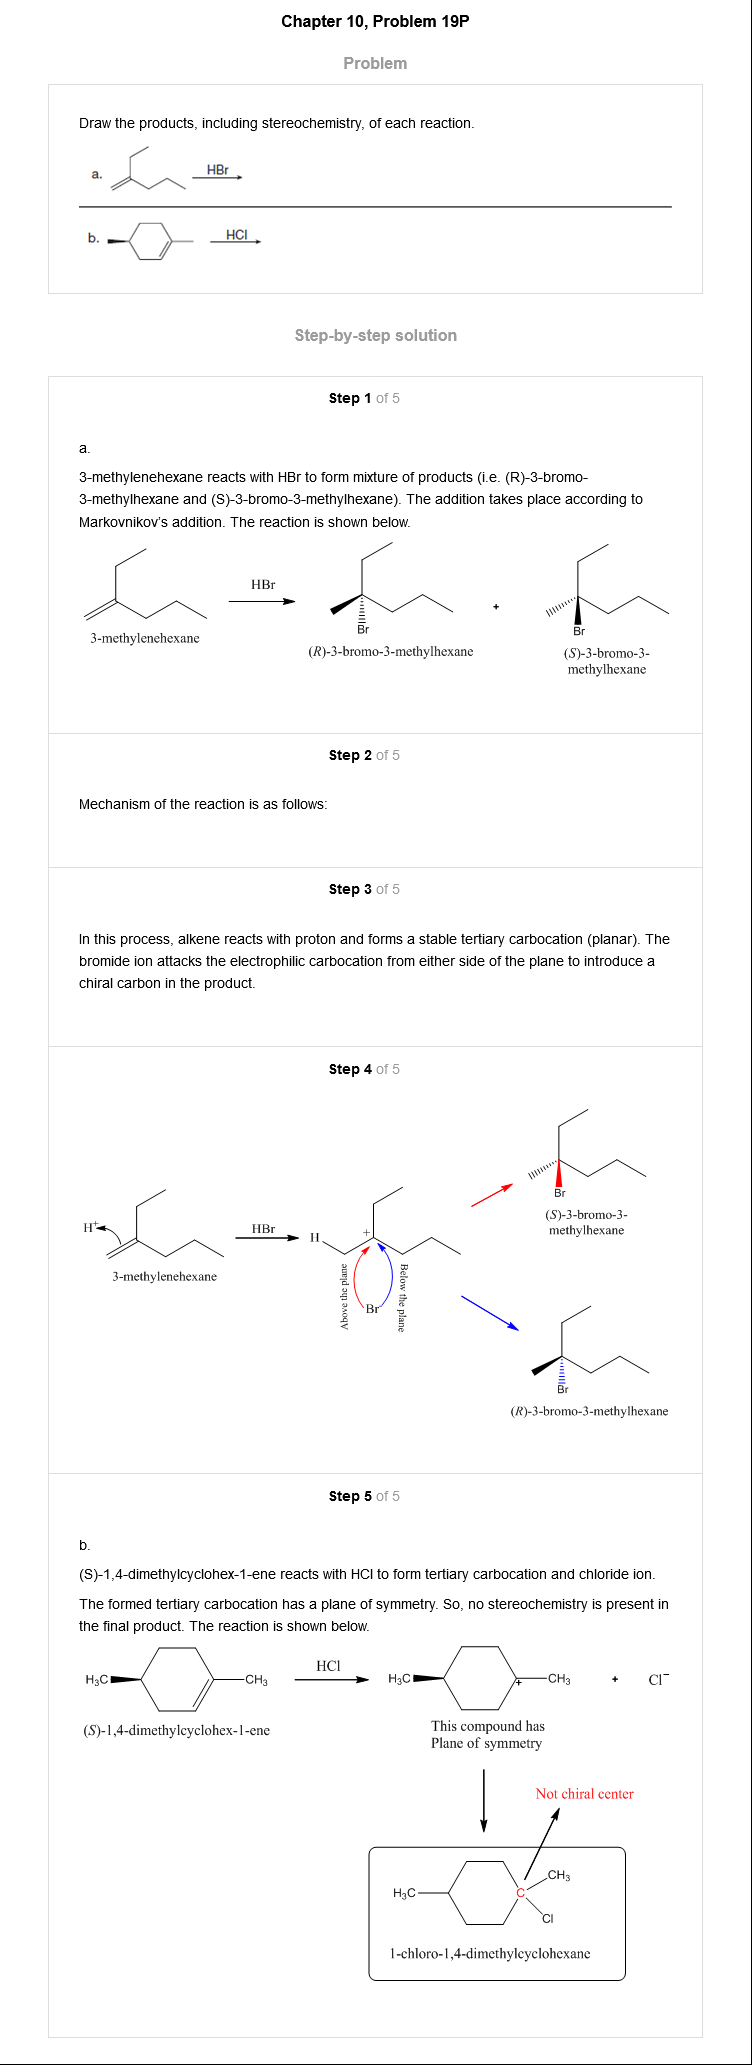 Chapter 10, Problem 19P
Problem
Draw the products, including stereochemistry, of each reaction.
a.
HBr
b.
HCl
Step-by-step solution
Step 1 of 5
a.
3-methylenehexane reacts with HBr to form mixture of products (i.e. (R)-3-bromo-
3-methylhexane and (S)-3-bromo-3-methylhexane). The addition takes place according to
Markovnikov's addition. The reaction is shown below.
HBr
+
Br
Br
3-methylenehexane
(R)-3-bromo-3-methylhexane
(S)-3-bromo-3-
methylhexane
Step 2 of 5
Mechanism of the reaction is as follows:
Step 3 of 5
In this process, alkene reacts with proton and forms a stable tertiary carbocation (planar). The
bromide ion attacks the electrophilic carbocation from either side of the plane to introduce a
chiral carbon in the product.
Step 4 of 5
Br
(S)-3-bromo-3-
methylhexane
H+
HBr
H
+
3-methylenehexane
Above the plane
Below the plane
Br-
Br
(R)-3-bromo-3-methylhexane
Step 5 of 5
b.
(S)-1,4-dimethylcyclohex-1-ene reacts with HCl to form tertiary carbocation and chloride ion.
The formed tertiary carbocation has a plane of symmetry. So, no stereochemistry is present in
the final product. The reaction is shown below.
HCl
H3C
CH3
H3C
+
CH3
+
Cl−
(S)-1,4-dimethylcyclohex-1-ene
This compound has
Plane of symmetry
Not chiral center
CH3
H3C
C
Cl
1-chloro-1,4-dimethylcyclohexane